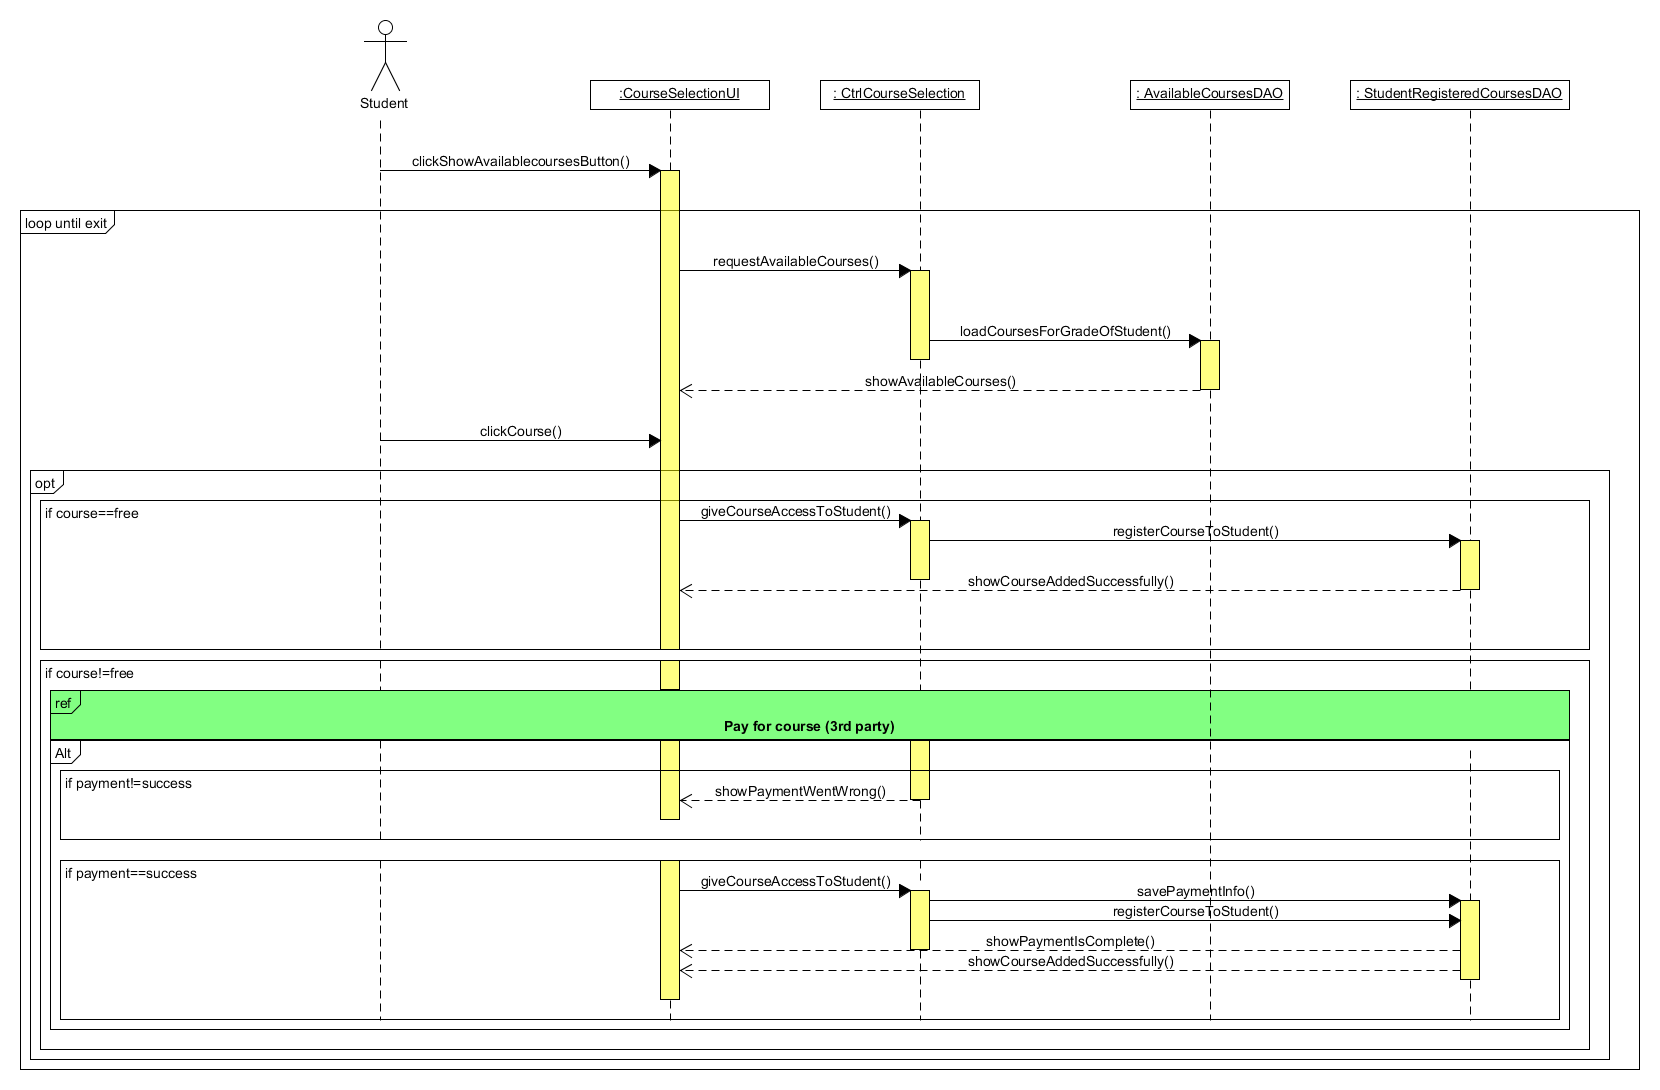 Student
:CourseSelectionUI
: CtrlCourseSelection
: AvailableCoursesDAO
: StudentRegisteredCoursesDAO
clickShowAvailablecoursesButton()
loop until exit
requestAvailableCourses()
loadCoursesForGradeOfStudent()
showAvailableCourses()
clickCourse()
opt
if course==free
giveCourseAccessToStudent()
registerCourseToStudent()
showCourseAddedSuccessfully()
if course!=free
ref
Pay for course (3rd party)
Alt
if payment!=success
showPaymentWentWrong()
if payment==success
giveCourseAccessToStudent()
savePaymentInfo()
registerCourseToStudent()
showPaymentIsComplete()
showCourseAddedSuccessfully()